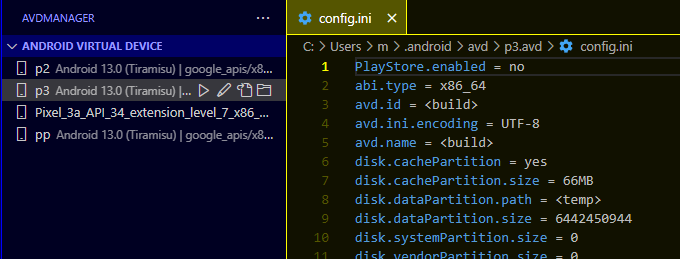 AVDMANAGER
ANDROID VIRTUAL DEVICE
p2 Android 13.0 (Tiramisu) | google_apis/x8...
p3 Android 13.0 (Tiramisu) |...
Pixel_3a_API_34_extension_level_7_x86_...
pp Android 13.0 (Tiramisu) | google_apis/x8...
config.ini
C: > Users > m > .android > avd > p3.avd > config.ini
1 PlayStore.enabled = no
2 abi.type = x86_64
3 avd.id = <build>
4 avd.ini.encoding = UTF-8
5 avd.name = <build>
6 disk.cachePartition = yes
7 disk.cachePartition.size = 66MB
8 disk.dataPartition.path = <temp>
9 disk.dataPartition.size = 6442450944
10 disk.systemPartition.size = 0
11 disk.vendorPartition.size = 0